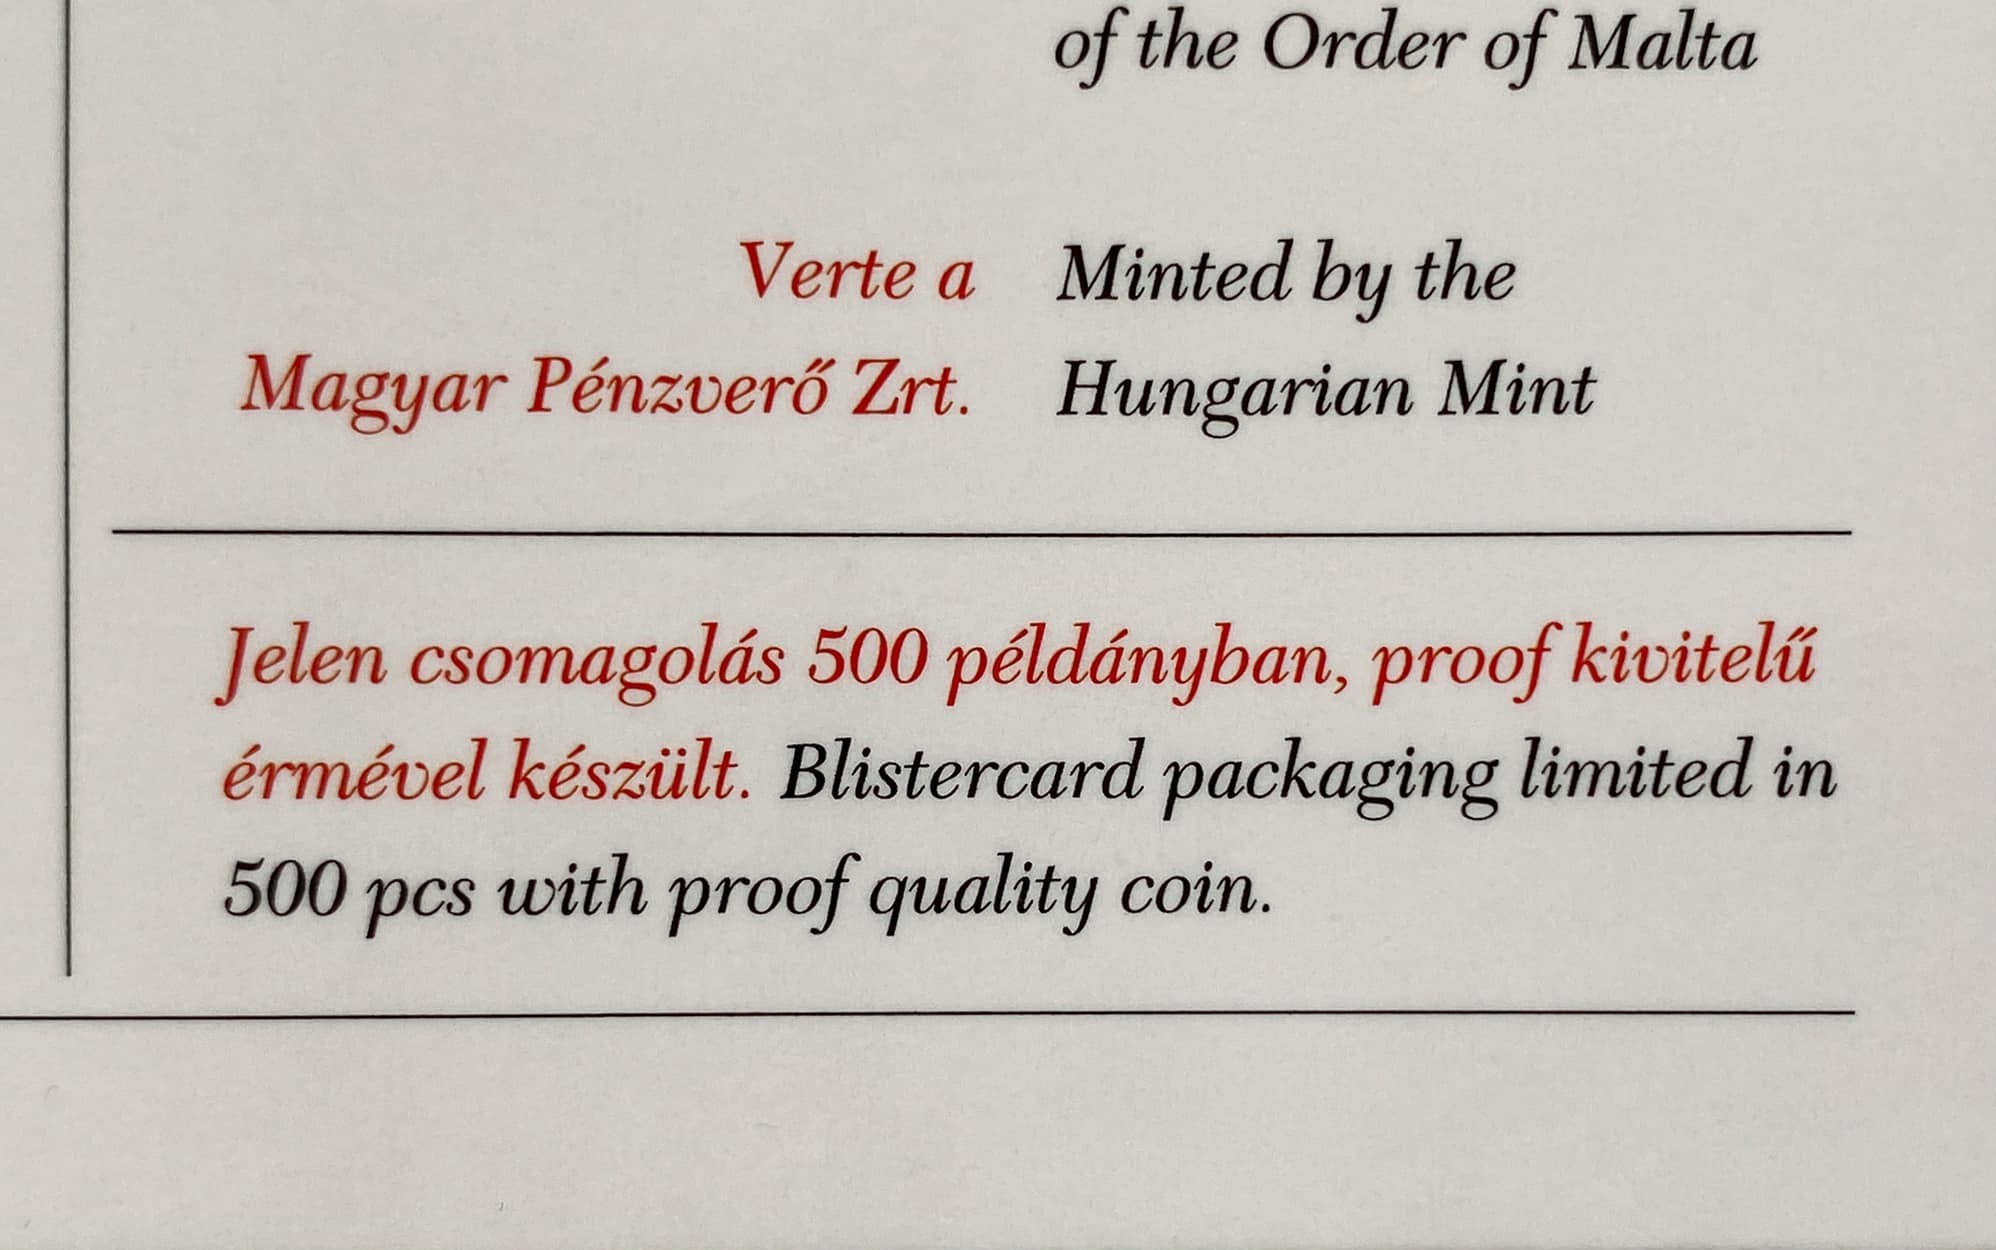 of the Order of Malta
Verte a Minted by the
Magyar Pénzverő Zrt. Hungarian Mint
Jelen csomagolás 500 példányban, proof kivitelű
érmével készült. Blistercard packaging limited in
500 pcs with proof quality coin.